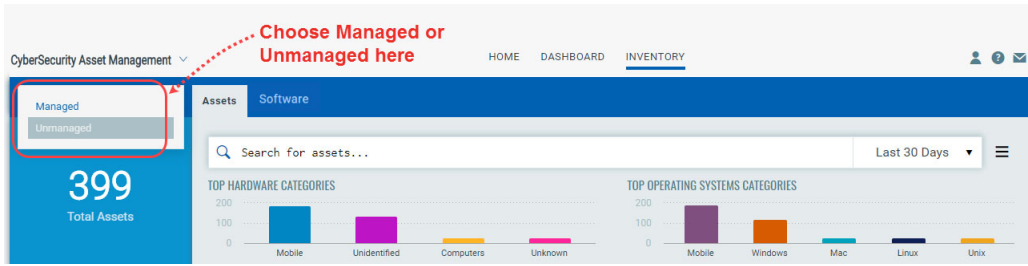 Choose Managed or
Unmanaged here
CyberSecurity Asset Management
HOME DASHBOARD INVENTORY
Managed
Unmanaged
Assets Software
Search for assets...
Last 30 Days
399
Total Assets
TOP HARDWARE CATEGORIES
200
100
0
Mobile Unidentified Computers Unknown
TOP OPERATING SYSTEMS CATEGORIES
200
100
0
Mobile Windows Mac Linux Unix